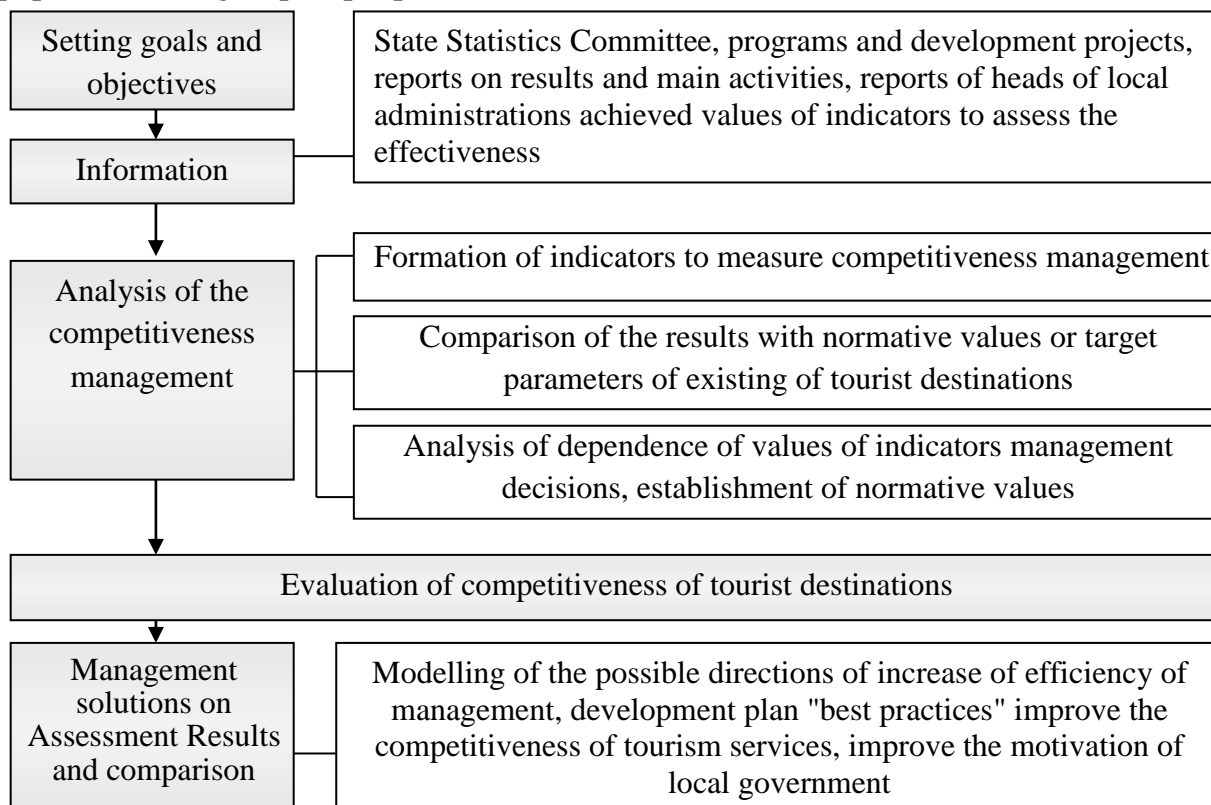 Setting goals and
objectives
State Statistics Committee, programs and development projects,
reports on results and main activities, reports of heads of local
administrations achieved values of indicators to assess the
effectiveness
Information
Analysis of the
competitiveness
management
Formation of indicators to measure competitiveness management
Comparison of the results with normative values or target
parameters of existing of tourist destinations
Analysis of dependence of values of indicators management
decisions, establishment of normative values
Evaluation of competitiveness of tourist destinations
Management
solutions on
Assessment Results
and comparison
Modelling of the possible directions of increase of efficiency of
management, development plan "best practices" improve the
competitiveness of tourism services, improve the motivation of
local government